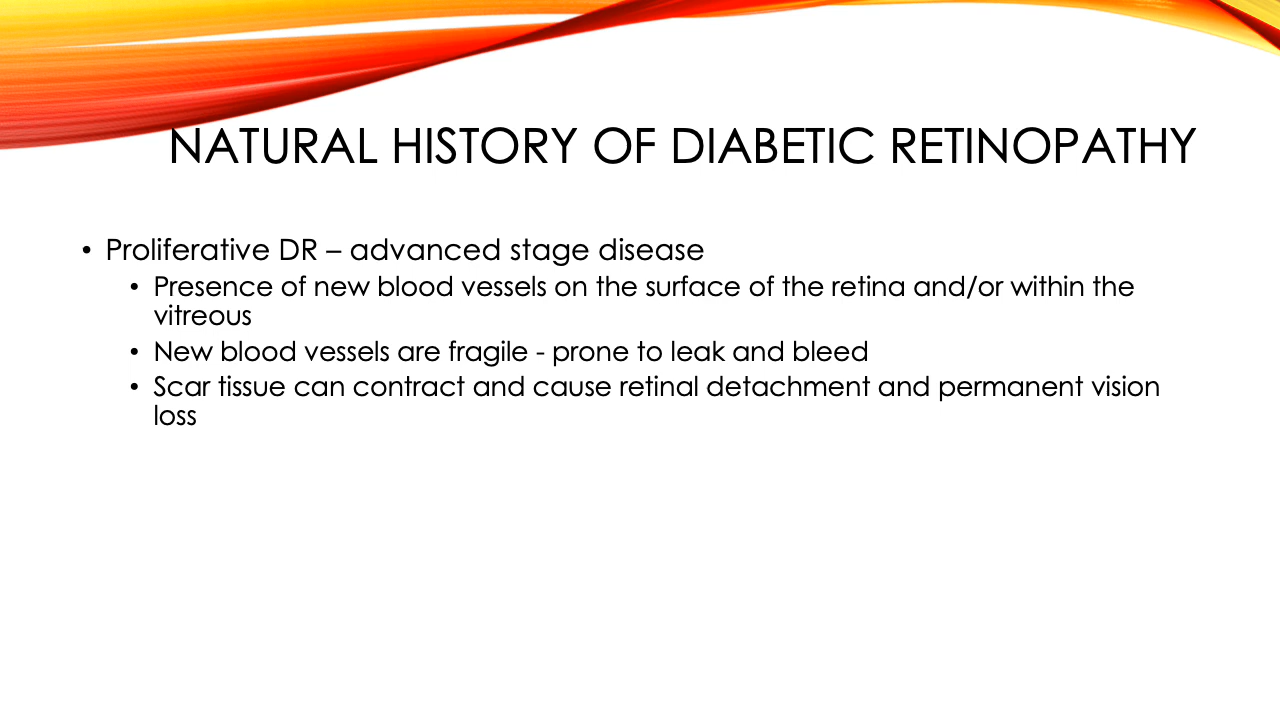 NATURAL HISTORY OF DIABETIC RETINOPATHY
• Proliferative DR – advanced stage disease
• Presence of new blood vessels on the surface of the retina and/or within the
vitreous
• New blood vessels are fragile - prone to leak and bleed
• Scar tissue can contract and cause retinal detachment and permanent vision
loss